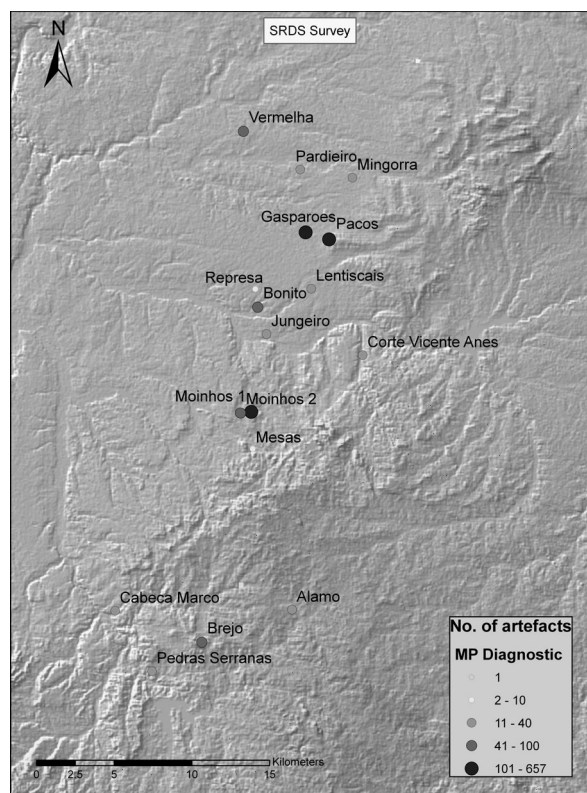 SRDS Survey
N
Vermelha
Pardieiro
Mingorra
Gasparoes
Pacos
Represa
Lentiscais
Bonito
Jungeiro
Corte Vicente Anes
Moinhos 1
Moinhos 2
Mesas
Cabeca Marco
Alamo
Brejo
Pedras Serranas
No. of artefacts
MP Diagnostic
1
2 - 10
11 - 40
41 - 100
101 - 657
Kilometers
0 2.5 5 10 15